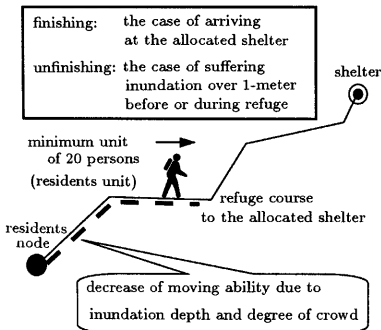 finishing: the case of arriving
at the allocated shelter
unfinishing: the case of suffering
inundation over 1-meter
before or during refuge
shelter
minimum unit
of 20 persons
(residents unit)
refuge course
to the allocated shelter
residents
node
decrease of moving ability due to
inundation depth and degree of crowd